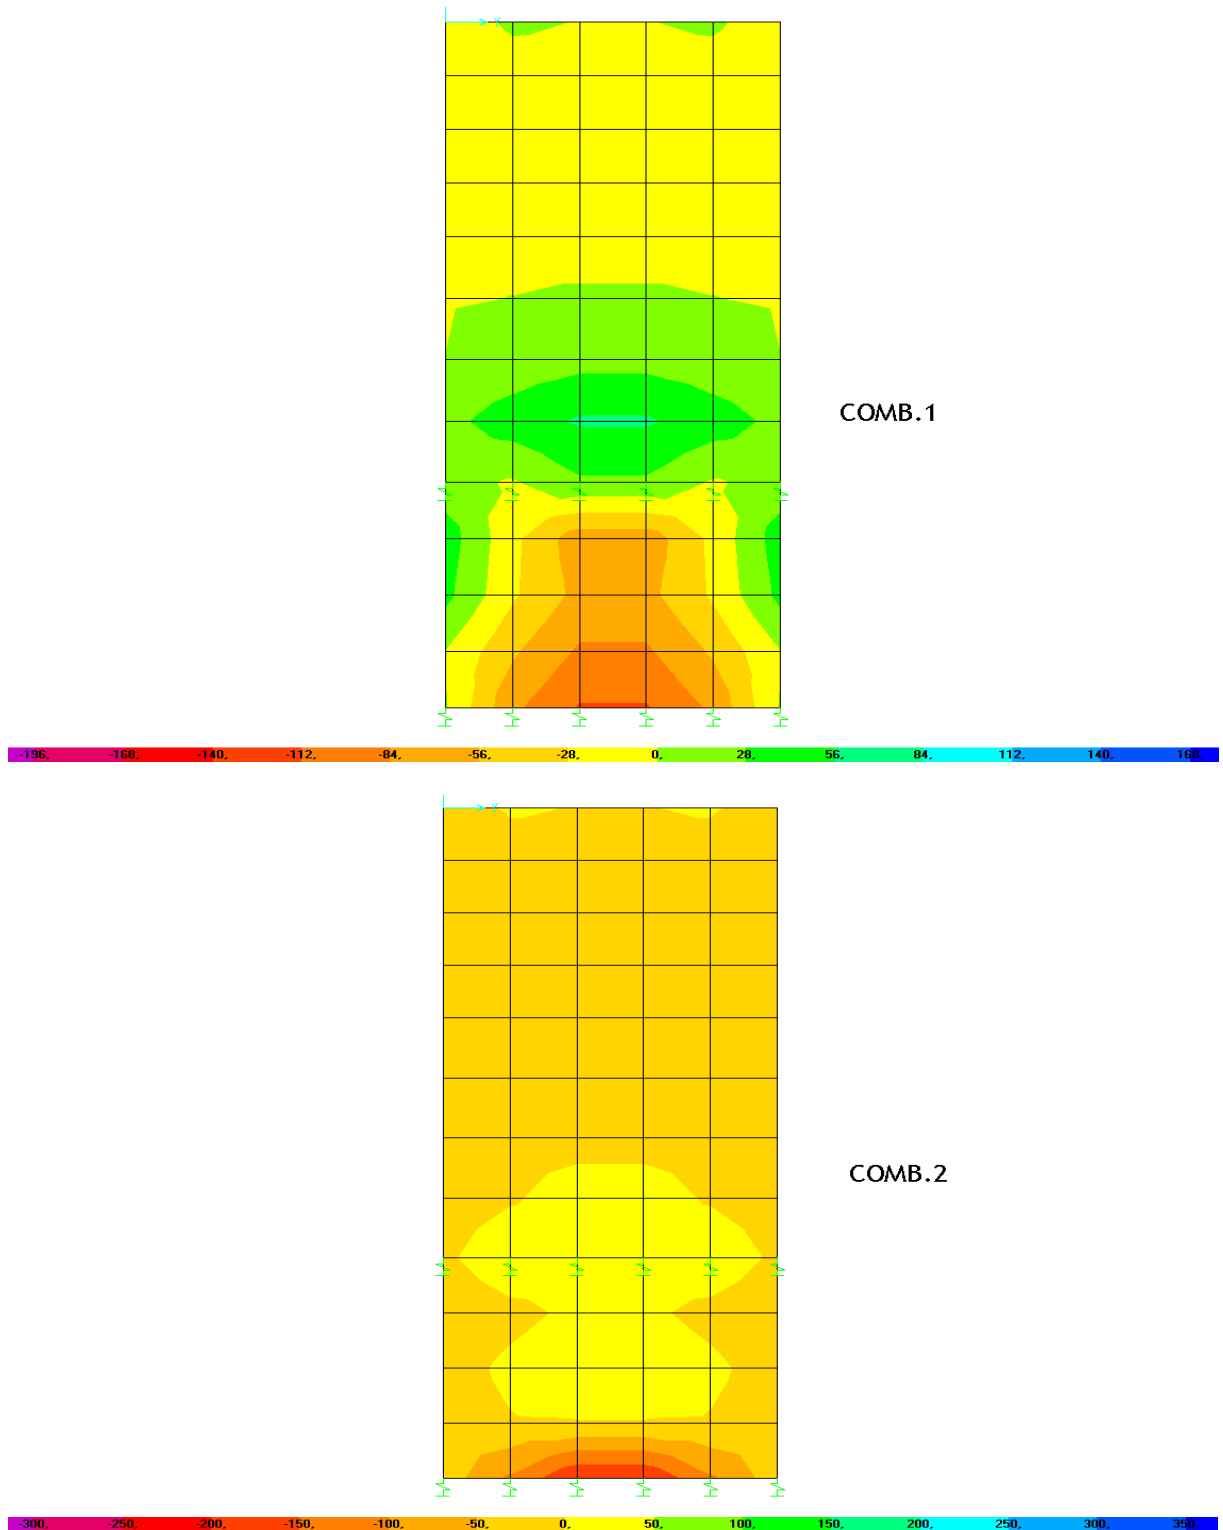 Y
COMB.1
-196, -168, -140, -112, -84, -56, -28, 0, 28, 56, 84, 112, 140, 168,
Y
COMB.2
-300, -250, -200, -150, -100, -50, 0, 50, 100, 150, 200, 250, 300, 350,